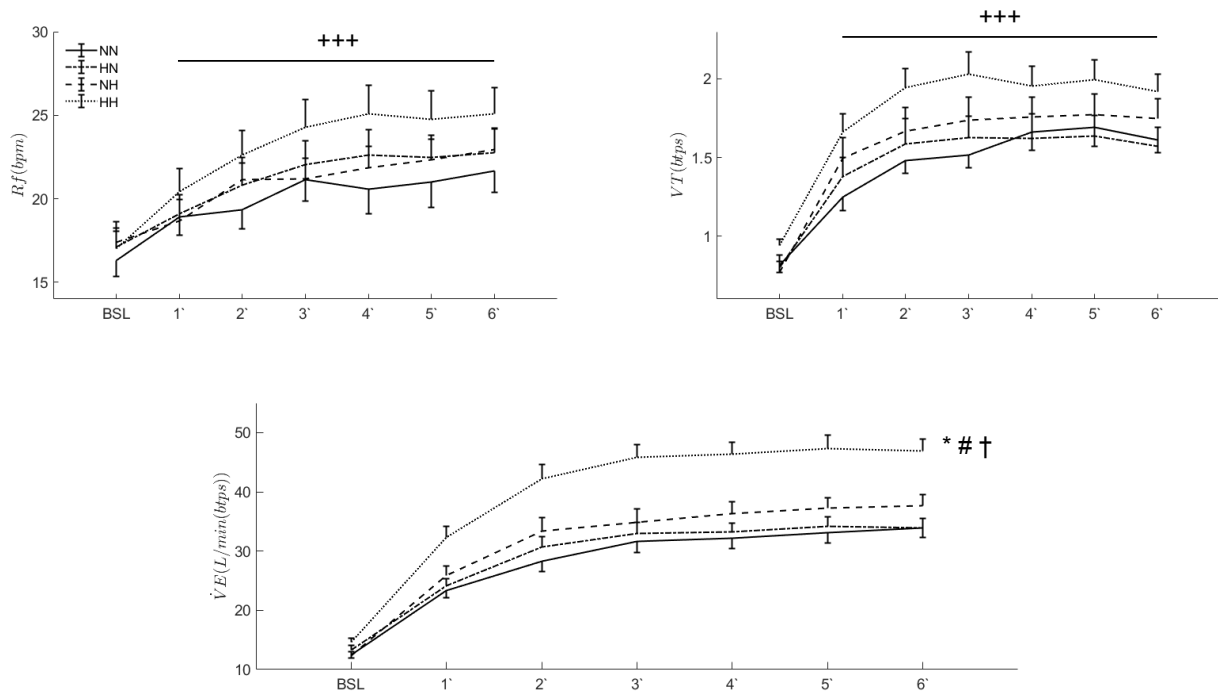 +++
30
25
20
15
Rf(bpm)
NN
HN
NH
HH
BSL 1` 2` 3` 4` 5` 6`
+++
2
1.5
1
VT(btps)
BSL 1` 2` 3` 4` 5` 6`
50
40
30
20
10
V̇E(L/min(btps))
* # †
BSL 1` 2` 3` 4` 5` 6`